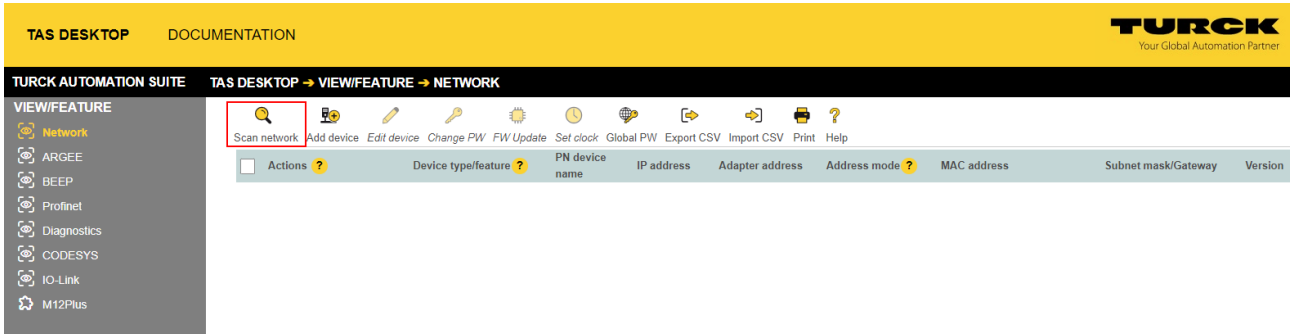 TAS DESKTOP DOCUMENTATION
TURCK
Your Global Automation Partner
TURCK AUTOMATION SUITE TAS DESKTOP ➔ VIEW/FEATURE ➔ NETWORK
VIEW/FEATURE
Network
ARGEE
BEEP
Profinet
Diagnostics
CODESYS
IO-Link
M12Plus
Scan network Add device Edit device Change PW FW Update Set clock Global PW Export CSV Import CSV Print Help
Actions ? Device type/feature ? PN device name IP address Adapter address Address mode ? MAC address Subnet mask/Gateway Version